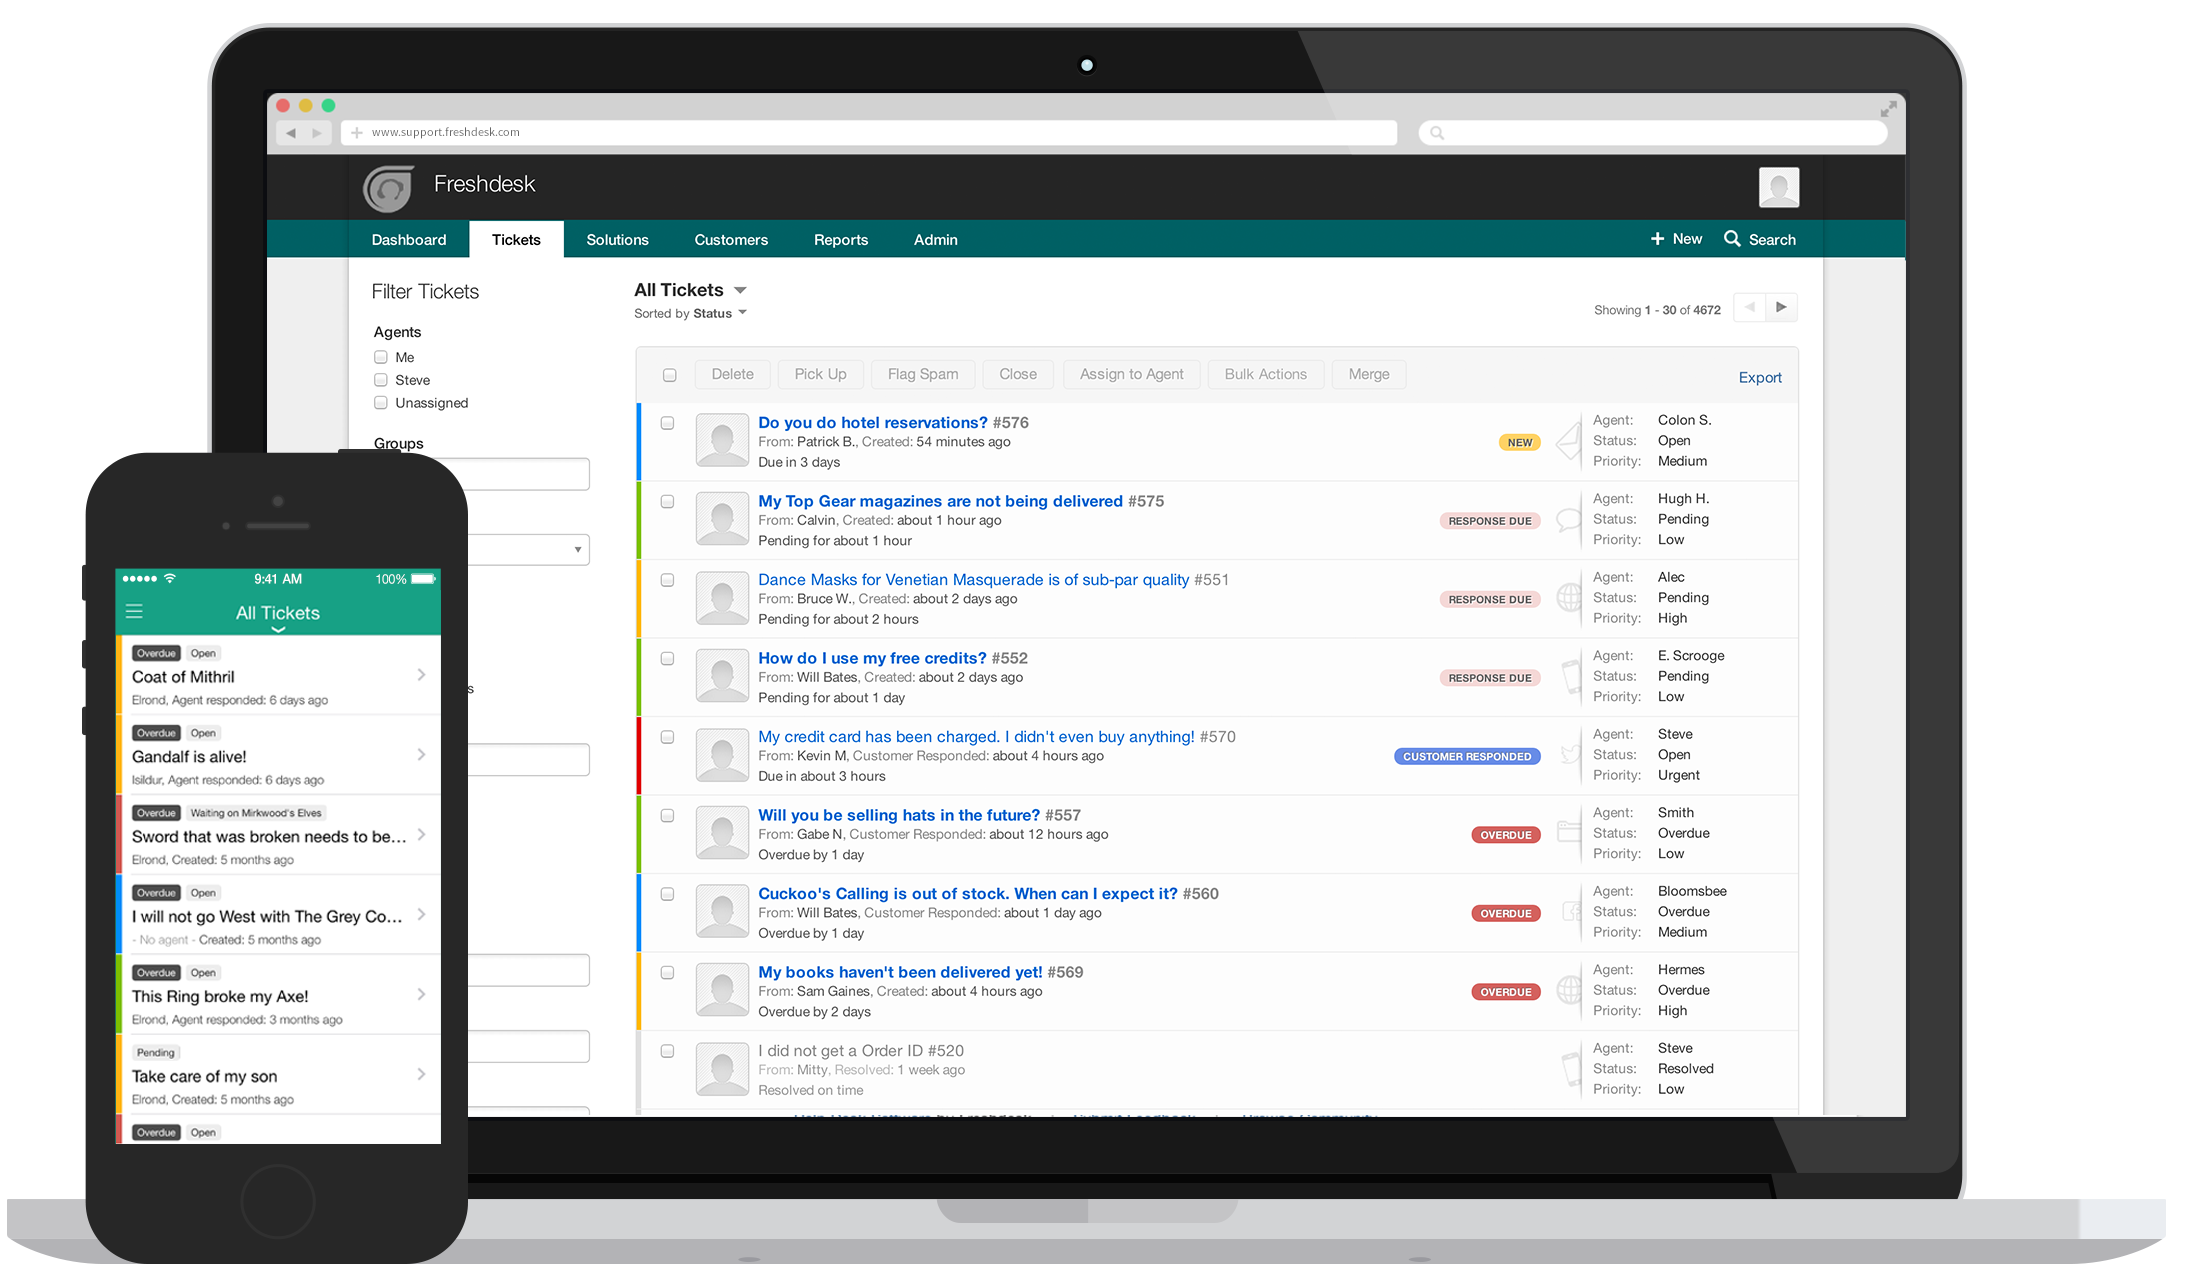 www.support.freshdesk.com
Freshdesk
Dashboard Tickets Solutions Customers Reports Admin + New Search
Filter Tickets
Agents
Me
Steve
Unassigned
Groups
s
All Tickets
Sorted by Status
Showing 1 - 30 of 4672
Delete Pick Up Flag Spam Close Assign to Agent Bulk Actions Merge Export
Do you do hotel reservations? #576
From: Patrick B., Created: 54 minutes ago
Due in 3 days
NEW
Agent: Colon S.
Status: Open
Priority: Medium
My Top Gear magazines are not being delivered #575
From: Calvin, Created: about 1 hour ago
Pending for about 1 hour
RESPONSE DUE
Agent: Hugh H.
Status: Pending
Priority: Low
Dance Masks for Venetian Masquerade is of sub-par quality #551
From: Bruce W., Created: about 2 days ago
Pending for about 2 hours
RESPONSE DUE
Agent: Alec
Status: Pending
Priority: High
How do I use my free credits? #552
From: Will Bates, Created: about 2 days ago
Pending for about 1 day
RESPONSE DUE
Agent: E. Scrooge
Status: Pending
Priority: Low
My credit card has been charged. I didn't even buy anything! #570
From: Kevin M, Customer Responded: about 4 hours ago
Due in about 3 hours
CUSTOMER RESPONDED
Agent: Steve
Status: Open
Priority: Urgent
Will you be selling hats in the future? #557
From: Gabe N, Customer Responded: about 12 hours ago
Overdue by 1 day
OVERDUE
Agent: Smith
Status: Overdue
Priority: Low
Cuckoo's Calling is out of stock. When can I expect it? #560
From: Will Bates, Customer Responded: about 1 day ago
Overdue by 1 day
OVERDUE
Agent: Bloomsbee
Status: Overdue
Priority: Medium
My books haven't been delivered yet! #569
From: Sam Gaines, Created: about 4 hours ago
Overdue by 2 days
OVERDUE
Agent: Hermes
Status: Overdue
Priority: High
I did not get a Order ID #520
From: Mitty, Resolved: 1 week ago
Resolved on time
Agent: Steve
Status: Resolved
Priority: Low
9:41 AM 100%
All Tickets
Overdue Open
Coat of Mithril
Elrond, Agent responded: 6 days ago
Overdue Open
Gandalf is alive!
Isildur, Agent responded: 6 days ago
Overdue Waiting on Mirkwood's Elves
Sword that was broken needs to be...
Elrond, Created: 5 months ago
Overdue Open
I will not go West with The Grey Co...
- No agent - Created: 5 months ago
Overdue Open
This Ring broke my Axe!
Elrond, Agent responded: 3 months ago
Pending
Take care of my son
Elrond, Created: 5 months ago
Overdue Open